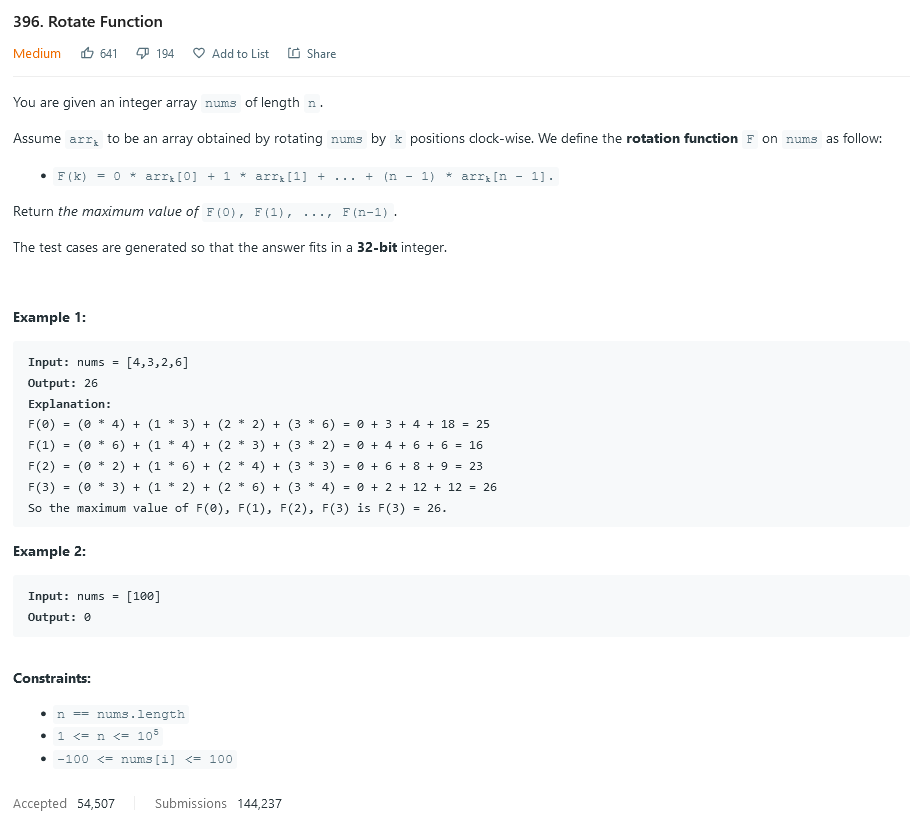 396. Rotate Function
Medium 641 194 Add to List Share
You are given an integer array nums of length n.
Assume arrₖ to be an array obtained by rotating nums by k positions clock-wise. We define the rotation function F on nums as follow:
• F(k) = 0 * arrₖ[0] + 1 * arrₖ[1] + ... + (n - 1) * arrₖ[n - 1].
Return the maximum value of F(0), F(1), ..., F(n-1).
The test cases are generated so that the answer fits in a 32-bit integer.
Example 1:
Input: nums = [4,3,2,6]
Output: 26
Explanation:
F(0) = (0 * 4) + (1 * 3) + (2 * 2) + (3 * 6) = 0 + 3 + 4 + 18 = 25
F(1) = (0 * 6) + (1 * 4) + (2 * 3) + (3 * 2) = 0 + 4 + 6 + 6 = 16
F(2) = (0 * 2) + (1 * 6) + (2 * 4) + (3 * 3) = 0 + 6 + 8 + 9 = 23
F(3) = (0 * 3) + (1 * 2) + (2 * 6) + (3 * 4) = 0 + 2 + 12 + 12 = 26
So the maximum value of F(0), F(1), F(2), F(3) is F(3) = 26.
Example 2:
Input: nums = [100]
Output: 0
Constraints:
• n == nums.length
• 1 <= n <= 10⁵
• -100 <= nums[i] <= 100
Accepted 54,507 Submissions 144,237